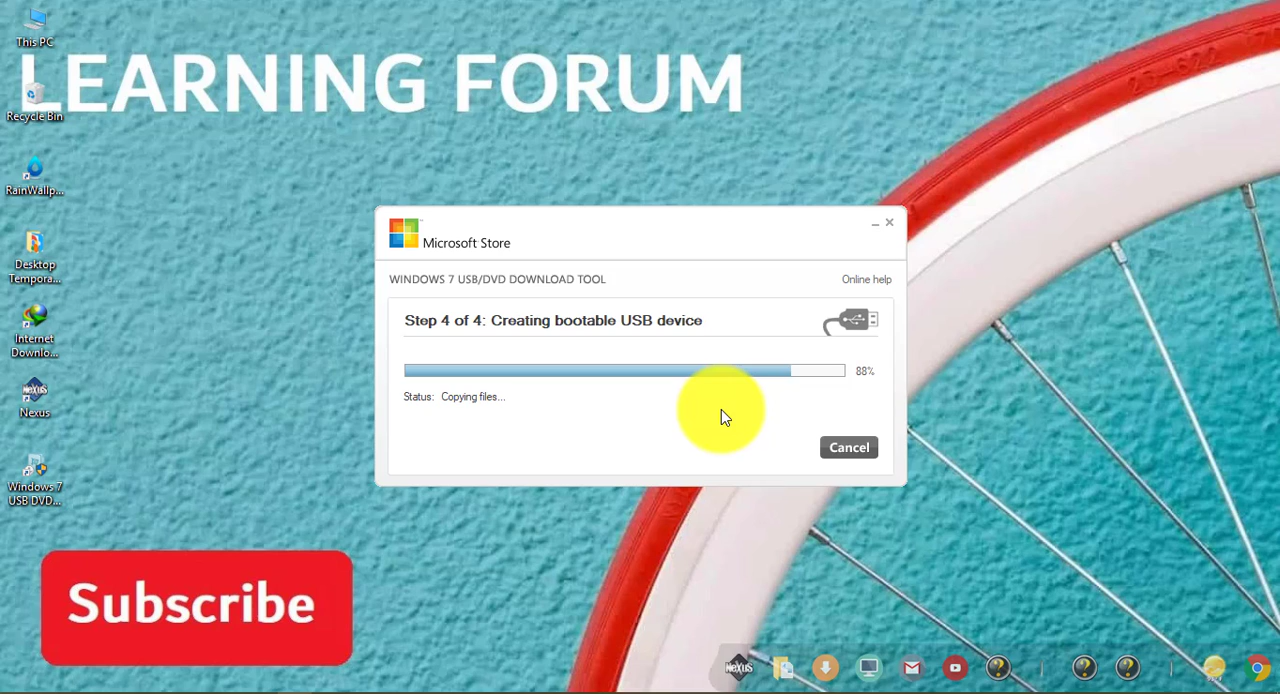 This PC
LEARNING FORUM
Recycle Bin
RainWallp...
Desktop
Tempora...
Internet
Downlo...
NeXuS
Nexus
Windows 7
USB DVD...
Microsoft Store
WINDOWS 7 USB/DVD DOWNLOAD TOOL
Online help
Step 4 of 4: Creating bootable USB device
88%
Status: Copying files...
Cancel
Subscribe
NeXuS